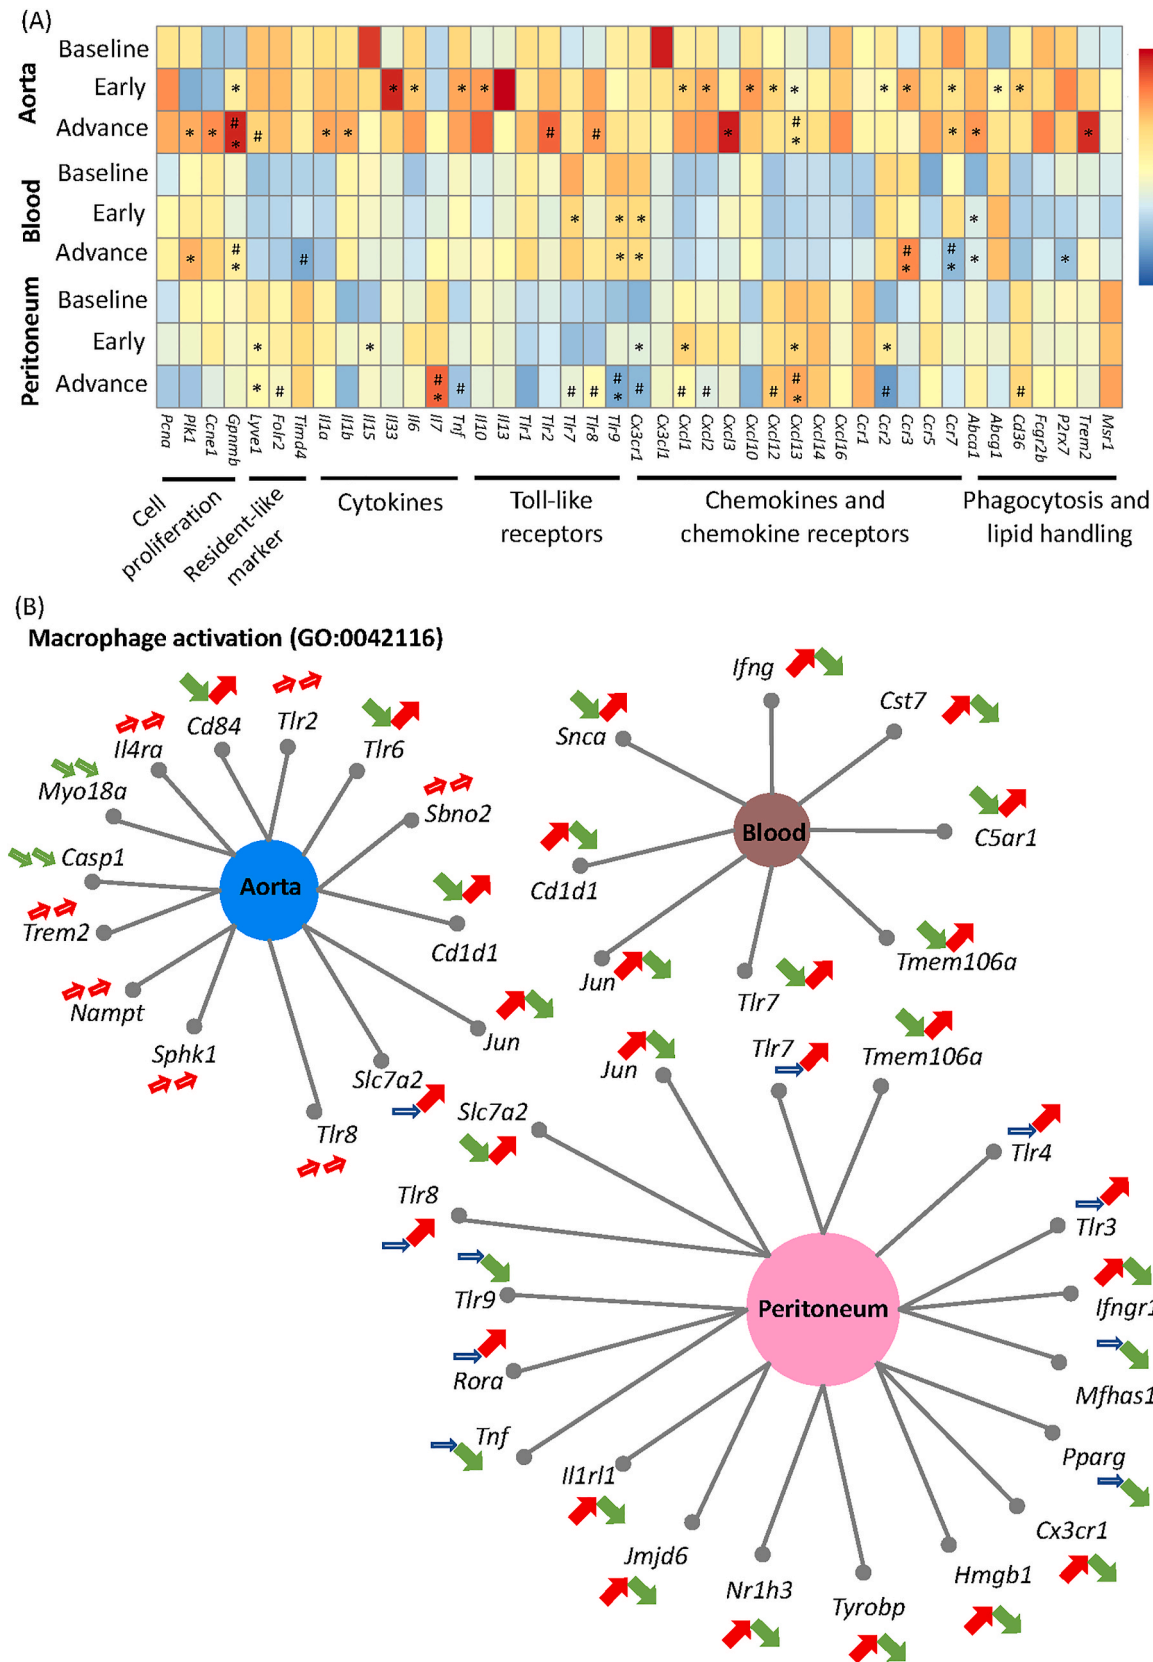 (A)
Aorta
Baseline
Early
Advance
Blood
Baseline
Early
Advance
Peritoneum
Baseline
Early
Advance
* * * * * * * * * * * * * * *
* * # * # * * # # * # * * * *
* * * *
* # * # * * # * # * * *
* * * * * *
* # # * # # # # * # # # # # * # #
Pcna Plk1 Ccne1 Gpnmb Lyve1 Folr2 Timd4 Il1a Il1b Il15 Il33 Il6 Il7 Tnf Il10 Il13 Tlr1 Tlr2 Tlr7 Tlr8 Tlr9 Cx3cr1 Cx3cl1 Cxcl1 Cxcl2 Cxcl3 Cxcl10 Cxcl12 Cxcl13 Cxcl14 Cxcl16 Ccr1 Ccr2 Ccr3 Ccr5 Ccr7 Abca1 Abcg1 Cd36 Fcgr2b P2rx7 Trem2 Msr1
Cell
proliferation
Resident-like
marker
Cytokines
Toll-like
receptors
Chemokines and
chemokine receptors
Phagocytosis and
lipid handling
(B)
Macrophage activation (GO:0042116)
Aorta
Cd84
Tlr2
Tlr6
Il4ra
Myo18a
Sbno2
Casp1
Trem2
Cd1d1
Nampt
Sphk1
Jun
Slc7a2
Tlr8
Blood
Ifng
Cst7
Snca
C5ar1
Cd1d1
Tmem106a
Jun
Tlr7
Peritoneum
Jun
Tlr7
Tmem106a
Slc7a2
Tlr4
Tlr8
Tlr3
Tlr9
Ifngr1
Rora
Mfhas1
Tnf
Pparg
Il1rl1
Cx3cr1
Jmjd6
Hmgb1
Nr1h3
Tyrobp